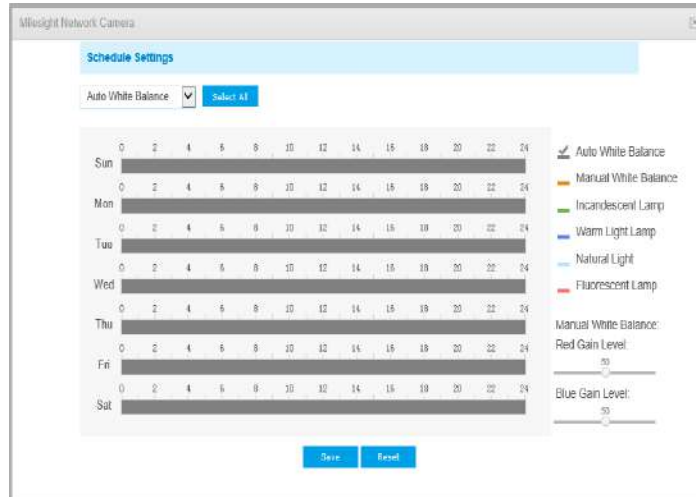 Milesight Network Camera
Schedule Settings
Auto White Balance
Select All
0 2 4 6 8 10 12 14 16 18 20 22 24
Sun
0 2 4 6 8 10 12 14 16 18 20 22 24
Mon
0 2 4 6 8 10 12 14 16 18 20 22 24
Tue
0 2 4 6 8 10 12 14 16 18 20 22 24
Wed
0 2 4 6 8 10 12 14 16 18 20 22 24
Thu
0 2 4 6 8 10 12 14 16 18 20 22 24
Fri
0 2 4 6 8 10 12 14 16 18 20 22 24
Sat
Auto White Balance
Manual White Balance
Incandescent Lamp
Warm Light Lamp
Natural Light
Fluorescent Lamp
Manual White Balance:
Red Gain Level:
50
Blue Gain Level:
50
Save
Reset